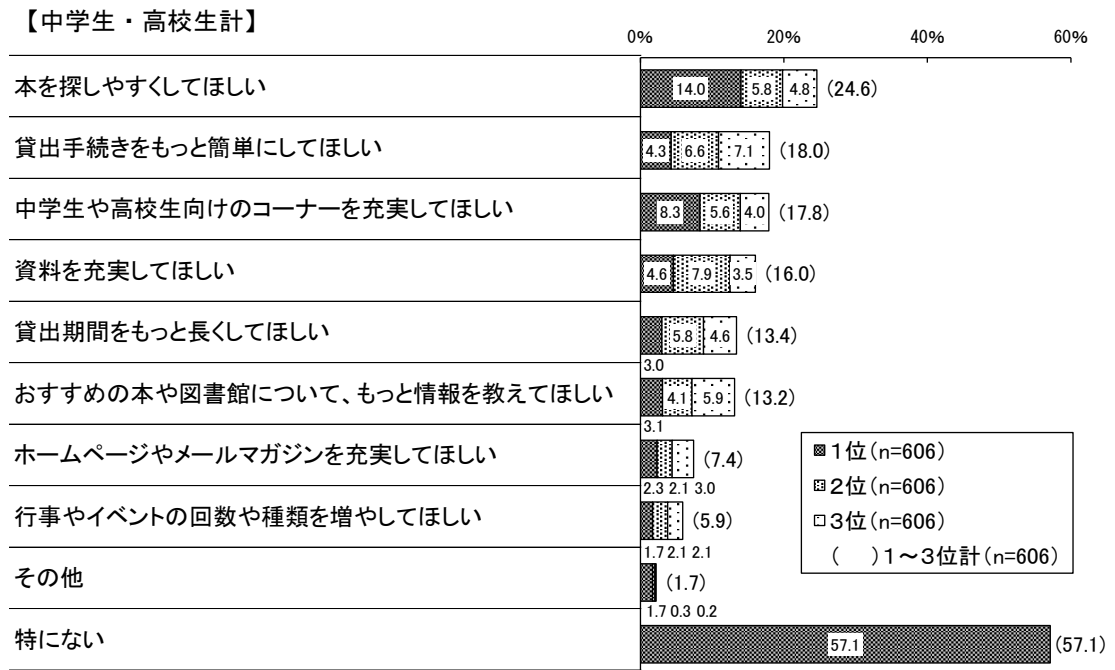 【中学生・高校生計】
0% 20% 40% 60%
本を探しやすくしてほしい 14.0 5.8 4.8 (24.6)
貸出手続きをもっと簡単にしてほしい 4.3 6.6 7.1 (18.0)
中学生や高校生向けのコーナーを充実してほしい 8.3 5.6 4.0 (17.8)
資料を充実してほしい 4.6 7.9 3.5 (16.0)
貸出期間をもっと長くしてほしい 5.8 4.6 (13.4)
3.0
おすすめの本や図書館について、もっと情報を教えてほしい 4.1 5.9 (13.2)
3.1
ホームページやメールマガジンを充実してほしい (7.4)
2.3 2.1 3.0
行事やイベントの回数や種類を増やしてほしい (5.9)
1.7 2.1 2.1
その他 (1.7)
1.7 0.3 0.2
特にない 57.1 (57.1)
1位(n=606)
2位(n=606)
3位(n=606)
( )1～3位計(n=606)